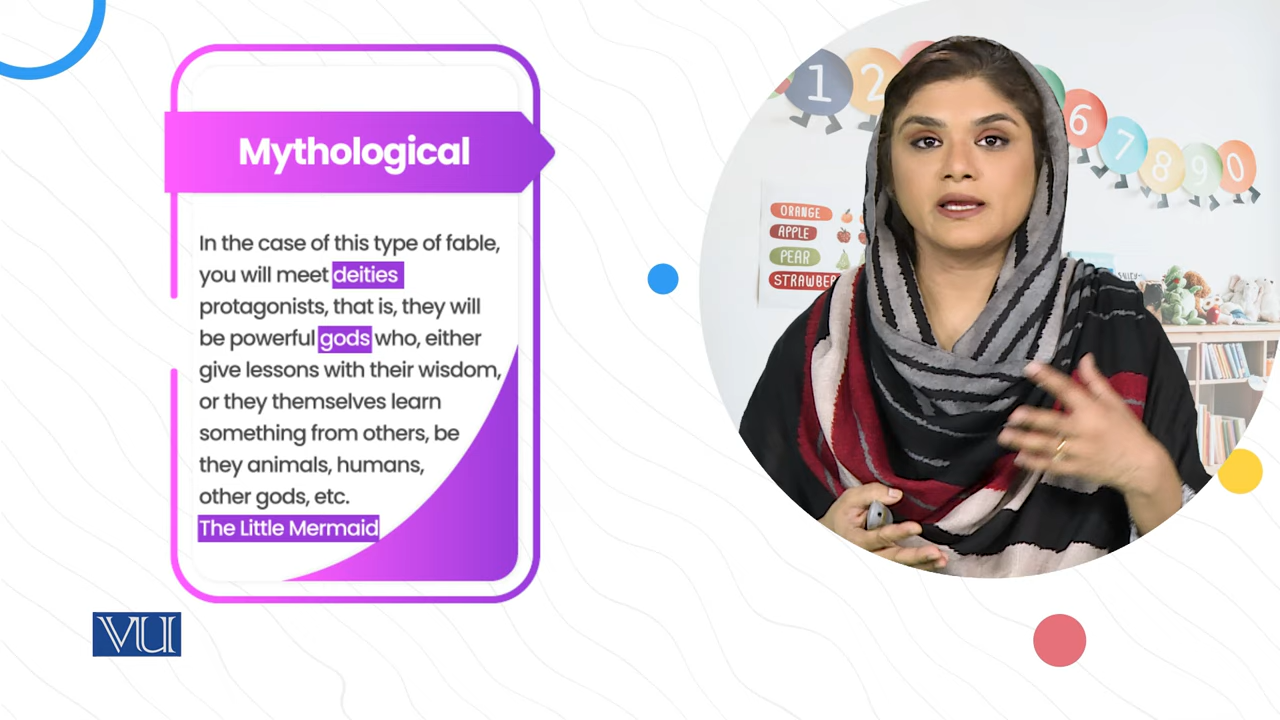 Mythological
In the case of this type of fable,
you will meet deities
protagonists, that is, they will
be powerful gods who, either
give lessons with their wisdom,
or they themselves learn
something from others, be
they animals, humans,
other gods, etc.
The Little Mermaid
VU
1 2
6 7 8 9 0
ORANGE
APPLE
PEAR